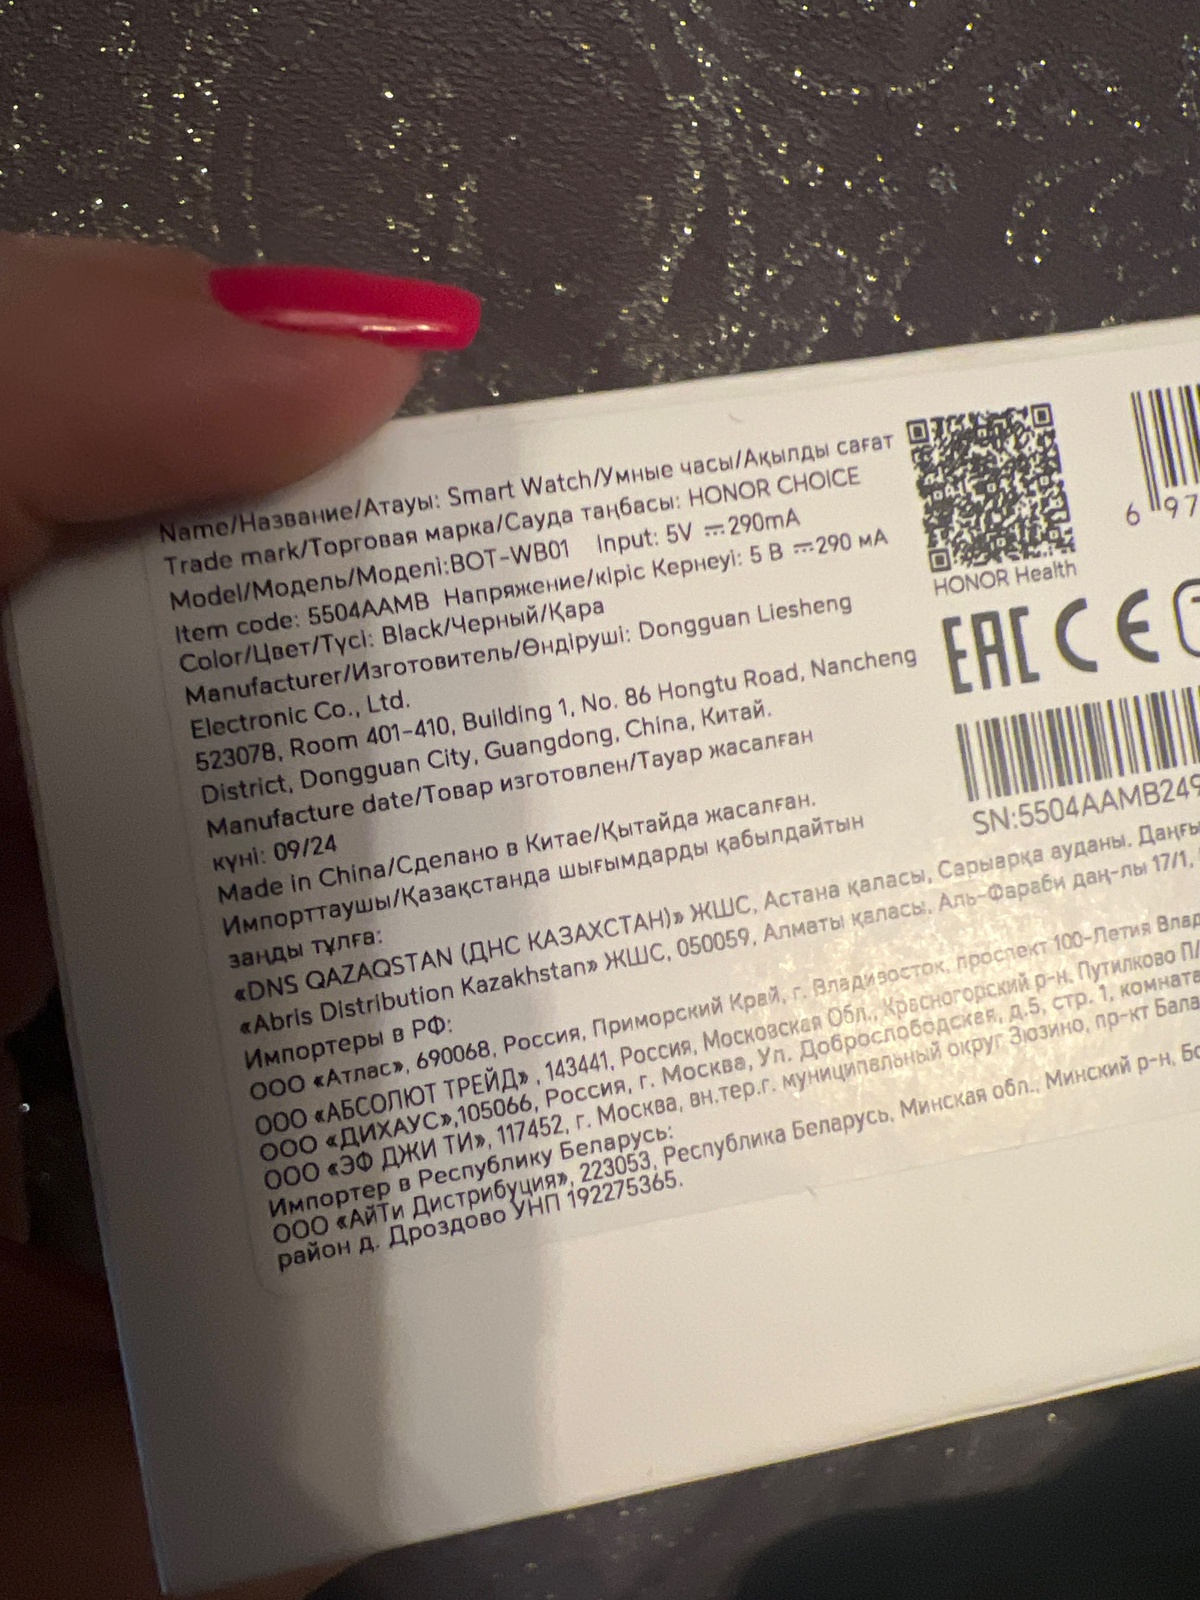 Name/Название/Атауы: Smart Watch/Умные часы/Ақылды сағат
Trade mark/Торговая марка/Сауда таңбасы: HONOR CHOICE
Model/Модель/Моделі:BOT-WB01 Input: 5V ⎓290mA
Item code: 5504AAMB Напряжение/кіріс Кернеуі: 5 В ⎓290 мА
Color/Цвет/Түсі: Black/Черный/Қара
Manufacturer/Изготовитель/Өндіруші: Dongguan Liesheng
Electronic Co., Ltd.
523078, Room 401-410, Building 1, No. 86 Hongtu Road, Nancheng
District, Dongguan City, Guangdong, China, Китай.
Manufacture date/Товар изготовлен/Тауар жасалған
күні: 09/24
Made in China/Сделано в Китае/Қытайда жасалған.
Импорттаушы/Қазақстанда шығымдарды қабылдайтын
заңды тұлға:
«DNS QAZAQSTAN (ДНС КАЗАХСТАН)» ЖШС, Астана қаласы, Сарыарқа ауданы, Даңғы
«Abris Distribution Kazakhstan» ЖШС, 050059, Алматы қаласы, Аль-Фараби даң-лы 17/1,
Импортеры в РФ:
ООО «Атлас», 690068, Россия, Приморский Край, г. Владивосток, проспект 100-Летия Влад
ООО «АБСОЛЮТ ТРЕЙД» , 143441, Россия, Московская Обл., Красногорский р-н, Путилково П/
ООО «ДИХАУС»,105066, Россия, г. Москва, Ул. Доброслободская, д.5, стр. 1, комната
ООО «ЭФ ДЖИ ТИ», 117452, г. Москва, вн.тер.г. муниципальный округ Зюзино, пр-кт Бала
Импортер в Республику Беларусь:
ООО «АйТи Дистрибуция», 223053, Республика Беларусь, Минская обл., Минский р-н, Бо
район д. Дроздово УНП 192275365.
HONOR Health
6 97
EAC CE
SN:5504AAMB249